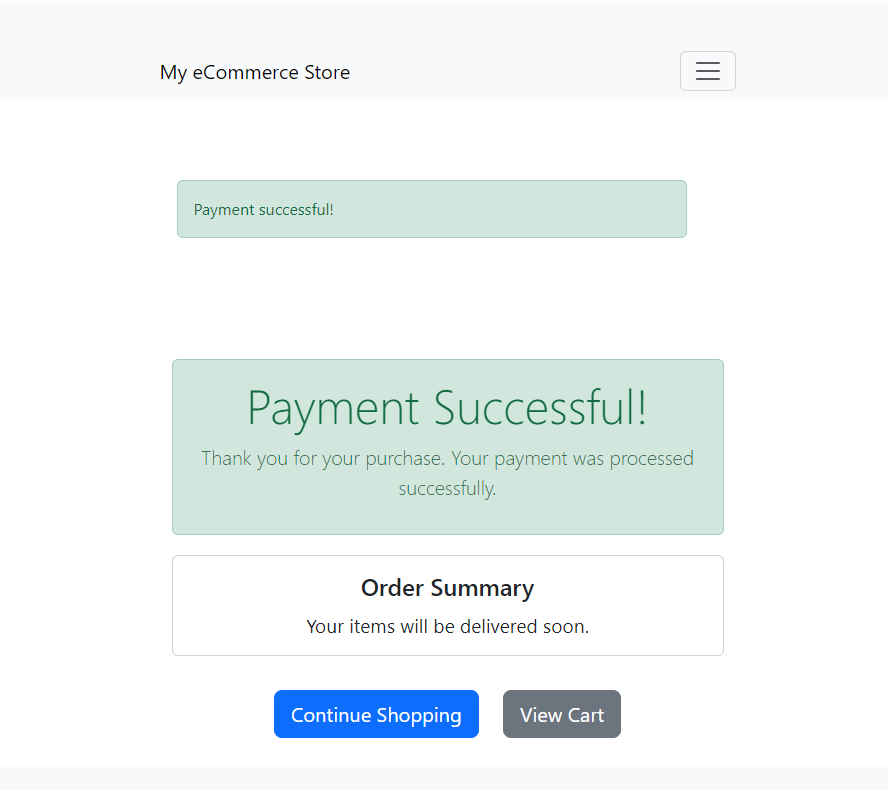 My eCommerce Store
Payment successful!
Payment Successful!
Thank you for your purchase. Your payment was processed
successfully.
Order Summary
Your items will be delivered soon.
Continue Shopping
View Cart